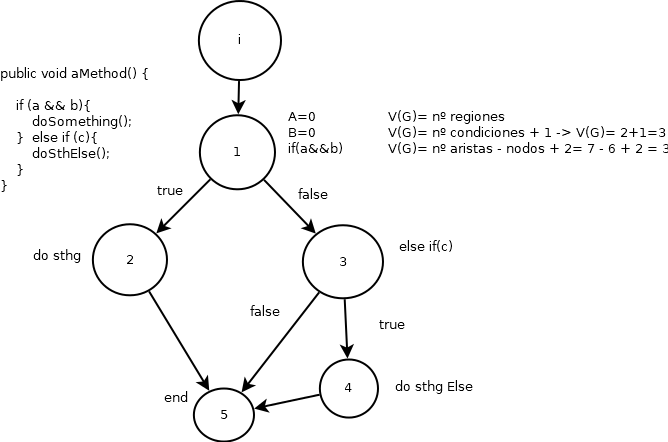 i
public void aMethod() {
if (a && b){
doSomething();
} else if (c){
doSthElse();
}
}
A=0
B=0
if(a&&b)
V(G)= nº regiones
V(G)= nº condiciones + 1 -> V(G)= 2+1=3
V(G)= nº aristas - nodos + 2= 7 - 6 + 2 = 3
1
true
false
do sthg
2
3
else if(c)
false
true
end
5
4
do sthg Else